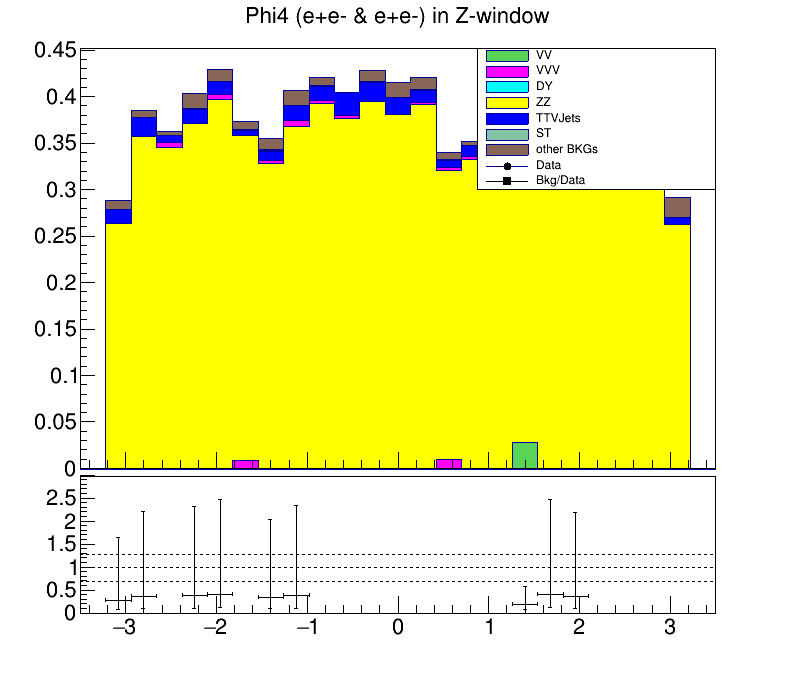 Phi4 (e+e- & e+e-) in Z-window
0.45
0.4
0.35
0.3
0.25
0.2
0.15
0.1
0.05
0
VV
VVV
DY
ZZ
TTVJets
ST
other BKGs
Data
Bkg/Data
2.5
2
1.5
1
0.5
0
−3 −2 −1 0 1 2 3